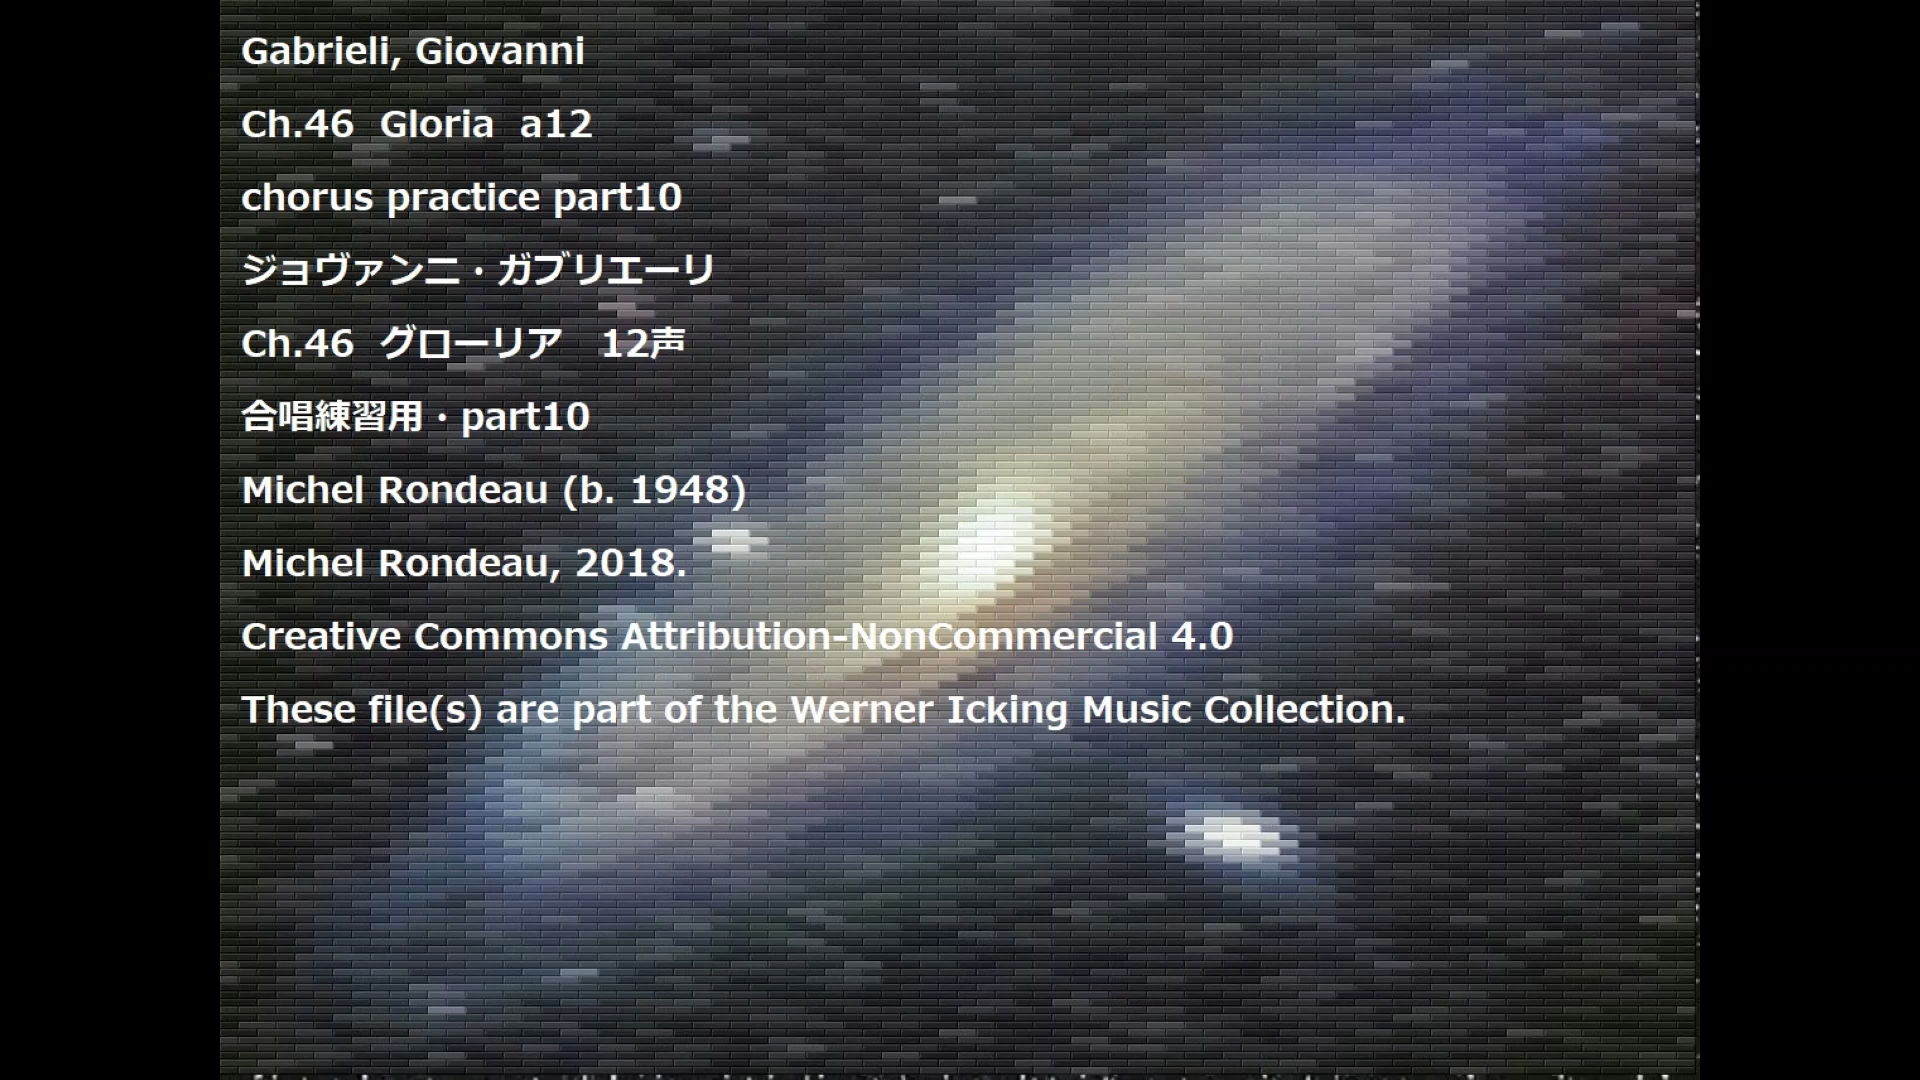 Gabrieli, Giovanni
Ch.46 Gloria a12
chorus practice part10
ジョヴァンニ・ガブリエーリ
Ch.46 グローリア 12声
合唱練習用・part10
Michel Rondeau (b. 1948)
Michel Rondeau, 2018.
Creative Commons Attribution-NonCommercial 4.0
These file(s) are part of the Werner Icking Music Collection.